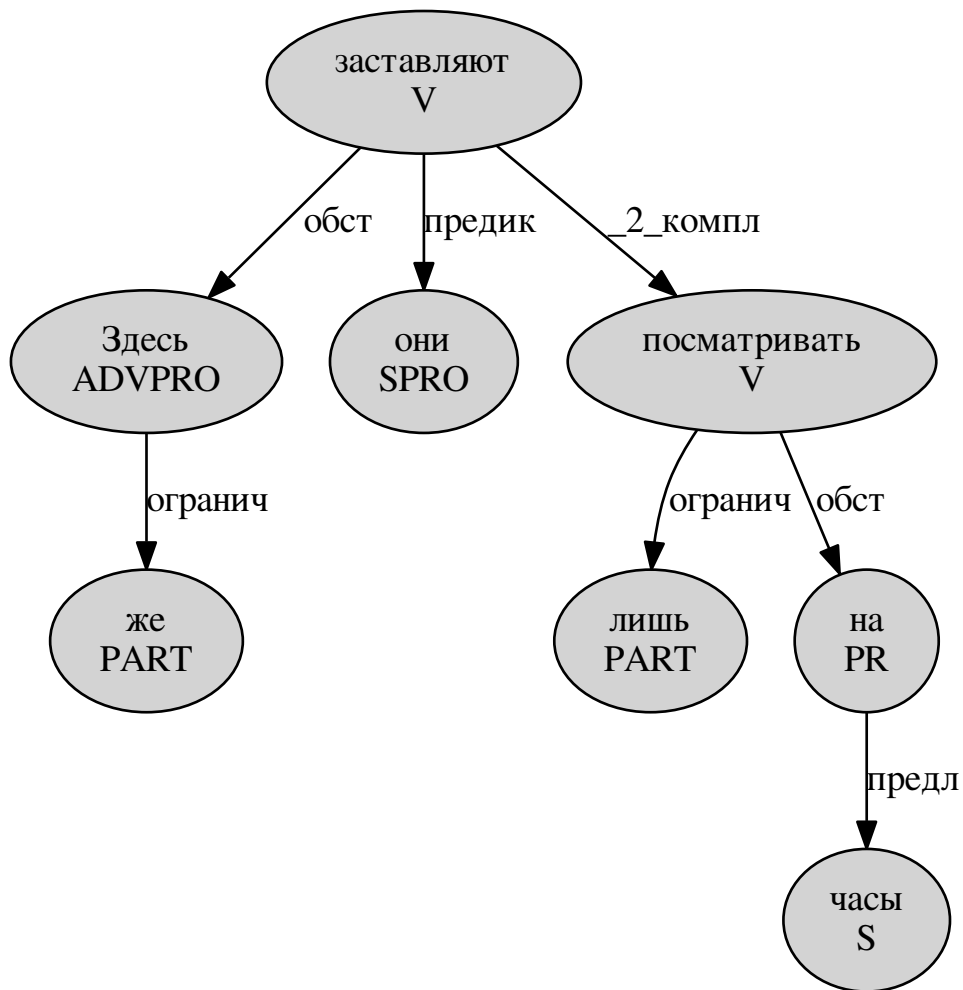 заставляют
V
обст
предик
_2_компл
Здесь
ADVPRO
они
SPRO
посматривать
V
огранич
огранич
обст
же
PART
лишь
PART
на
PR
предл
часы
S